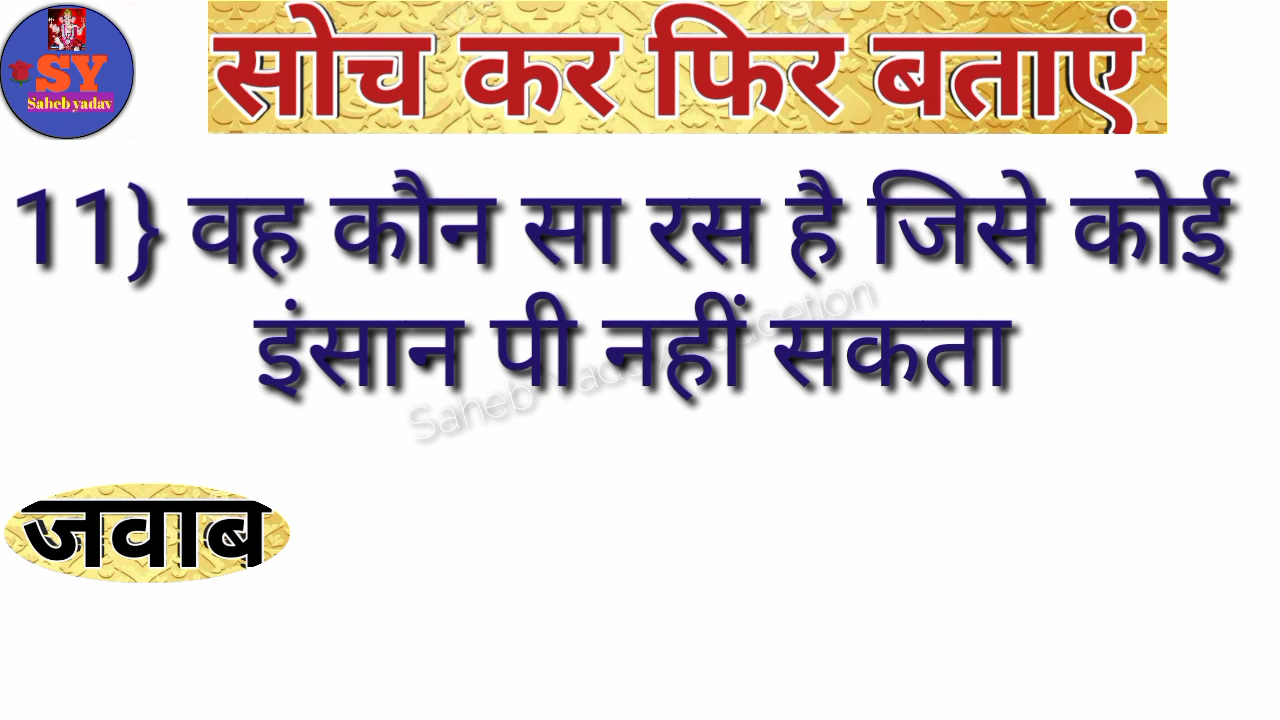 SY
Saheb yadav
सोच कर फिर बताएं
11} वह कौन सा रस है जिसे कोई
इंसान पी नहीं सकता
जवाब